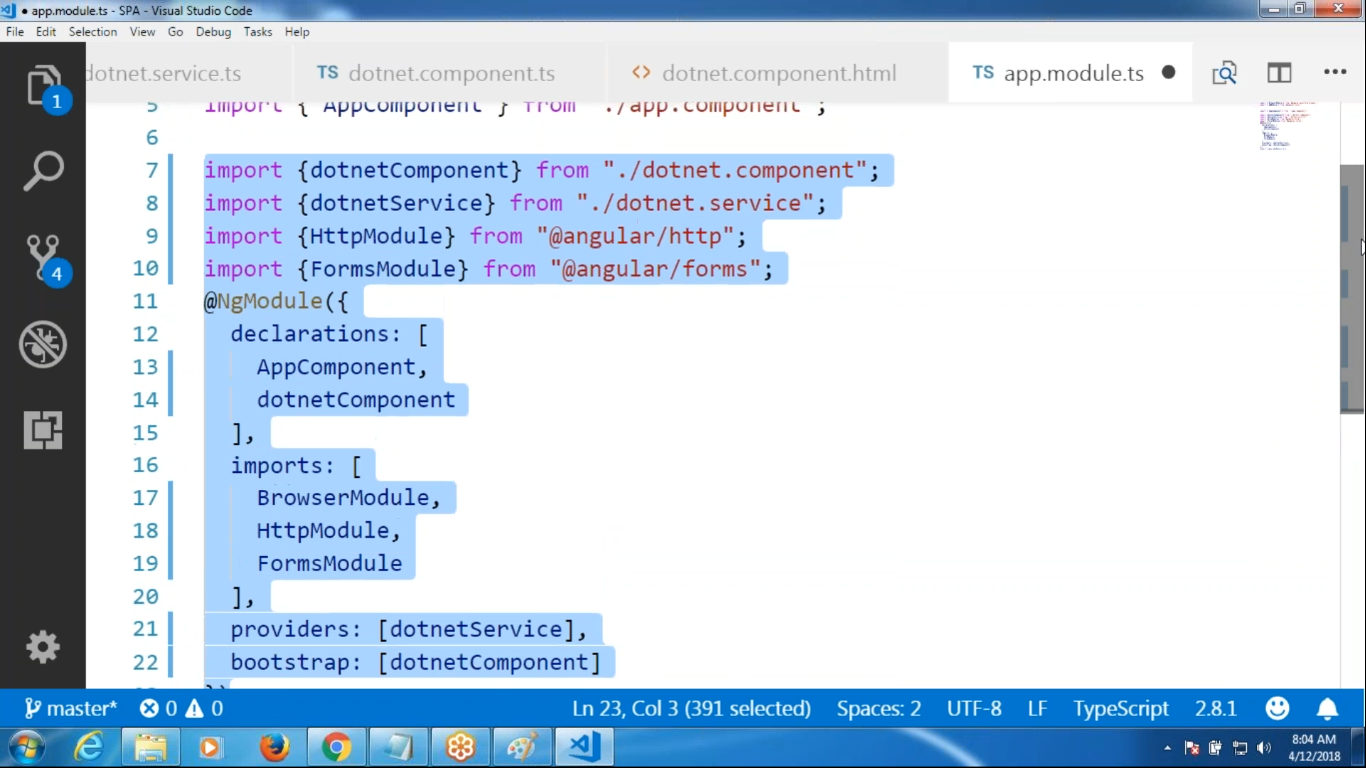 ● app.module.ts - SPA - Visual Studio Code
File Edit Selection View Go Debug Tasks Help
dotnet.service.ts TS dotnet.component.ts <> dotnet.component.html TS app.module.ts ●
1
4
5 import { AppComponent } from './app.component';
6
7 import {dotnetComponent} from "./dotnet.component";
8 import {dotnetService} from "./dotnet.service";
9 import {HttpModule} from "@angular/http";
10 import {FormsModule} from "@angular/forms";
11 @NgModule({
12 declarations: [
13 AppComponent,
14 dotnetComponent
15 ],
16 imports: [
17 BrowserModule,
18 HttpModule,
19 FormsModule
20 ],
21 providers: [dotnetService],
22 bootstrap: [dotnetComponent]
master* 0 0 Ln 23, Col 3 (391 selected) Spaces: 2 UTF-8 LF TypeScript 2.8.1
8:04 AM
4/12/2018